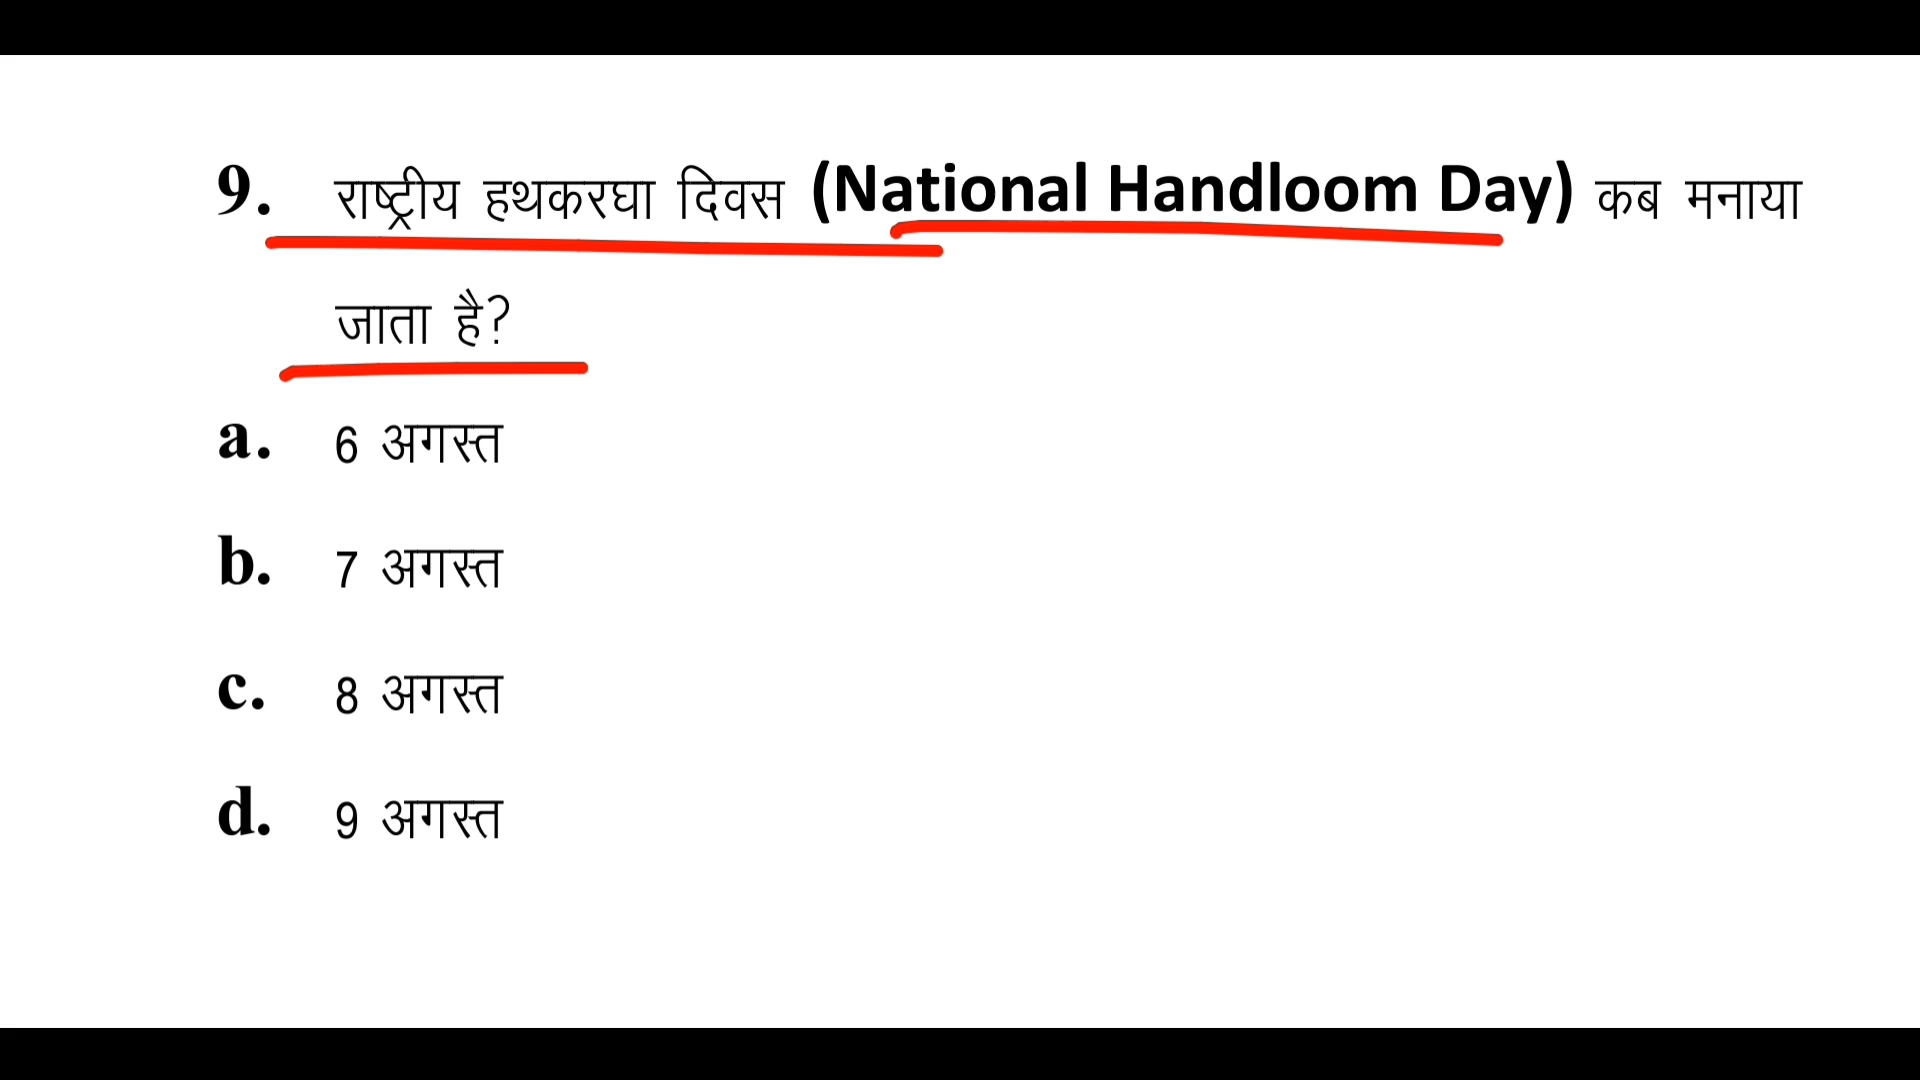 9. राष्ट्रीय हथकरघा दिवस (National Handloom Day) कब मनाया
जाता है?
a. 6 अगस्त
b. 7 अगस्त
c. 8 अगस्त
d. 9 अगस्त